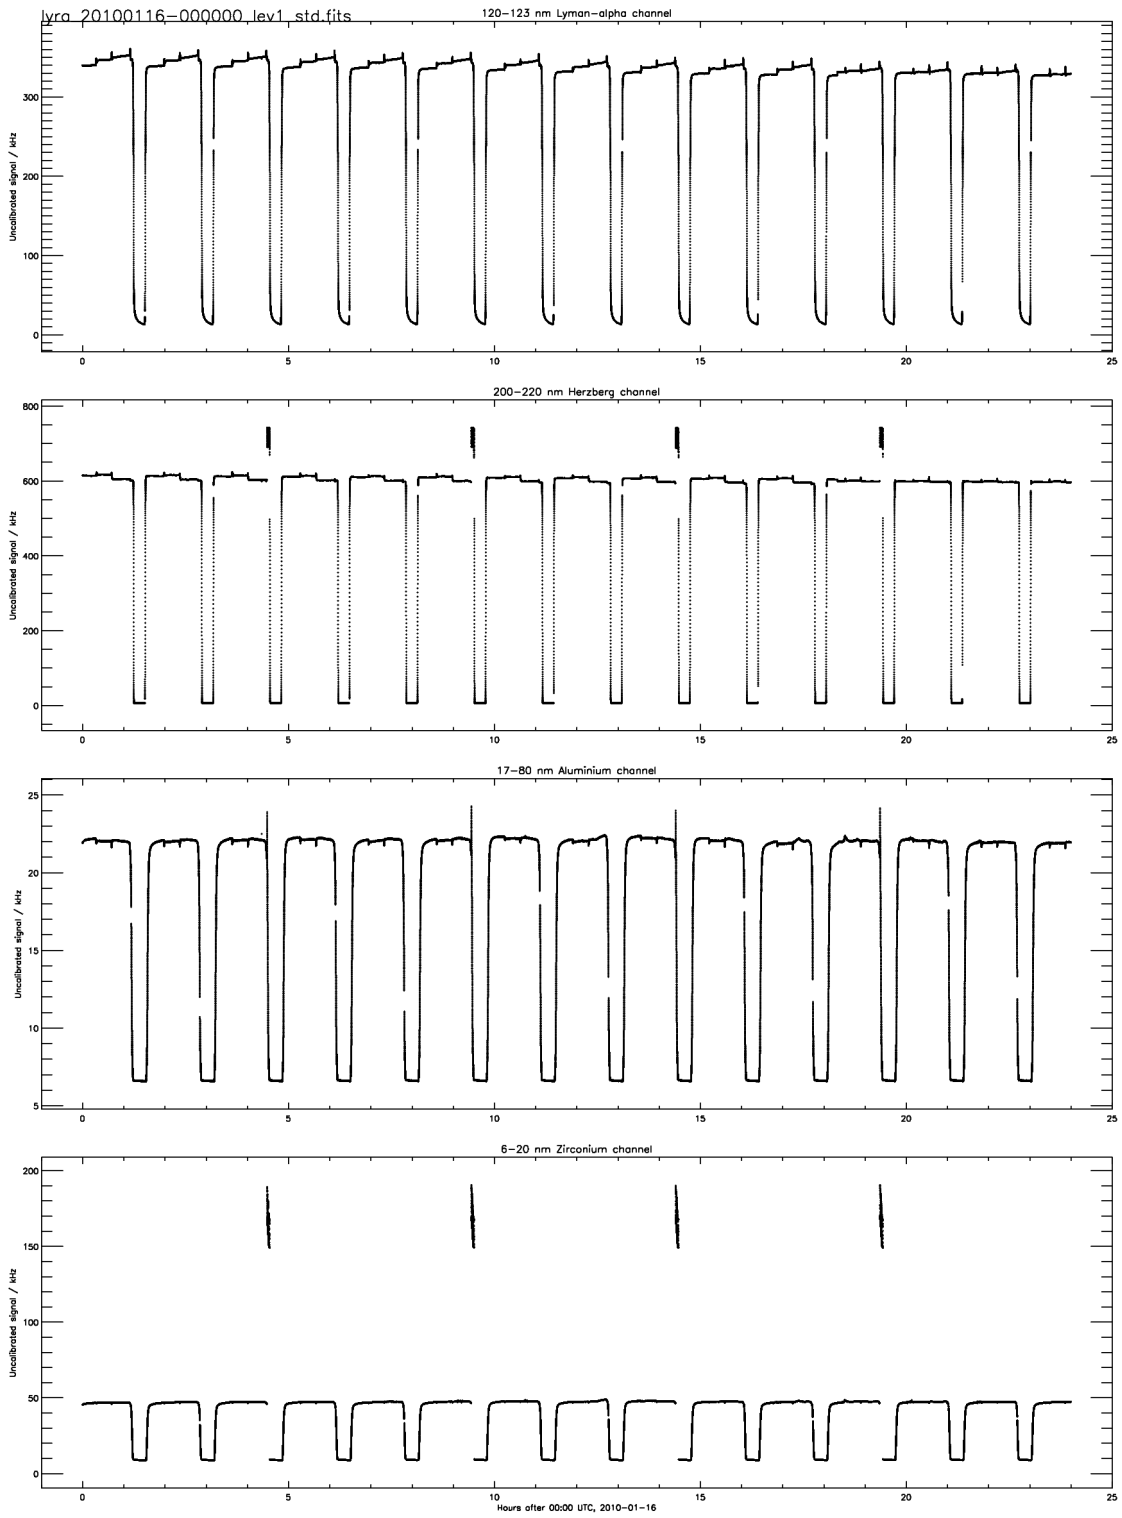 lyra_20100116-000000_lev1_std.fits
120-123 nm Lyman-alpha channel
Uncalibrated signal / kHz
300
200
100
0
0 5 10 15 20 25
200-220 nm Herzberg channel
Uncalibrated signal / kHz
800
600
400
200
0
0 5 10 15 20 25
17-80 nm Aluminium channel
Uncalibrated signal / kHz
25
20
15
10
5
0 5 10 15 20 25
6-20 nm Zirconium channel
Uncalibrated signal / kHz
200
150
100
50
0
0 5 10 15 20 25
Hours after 00:00 UTC, 2010-01-16